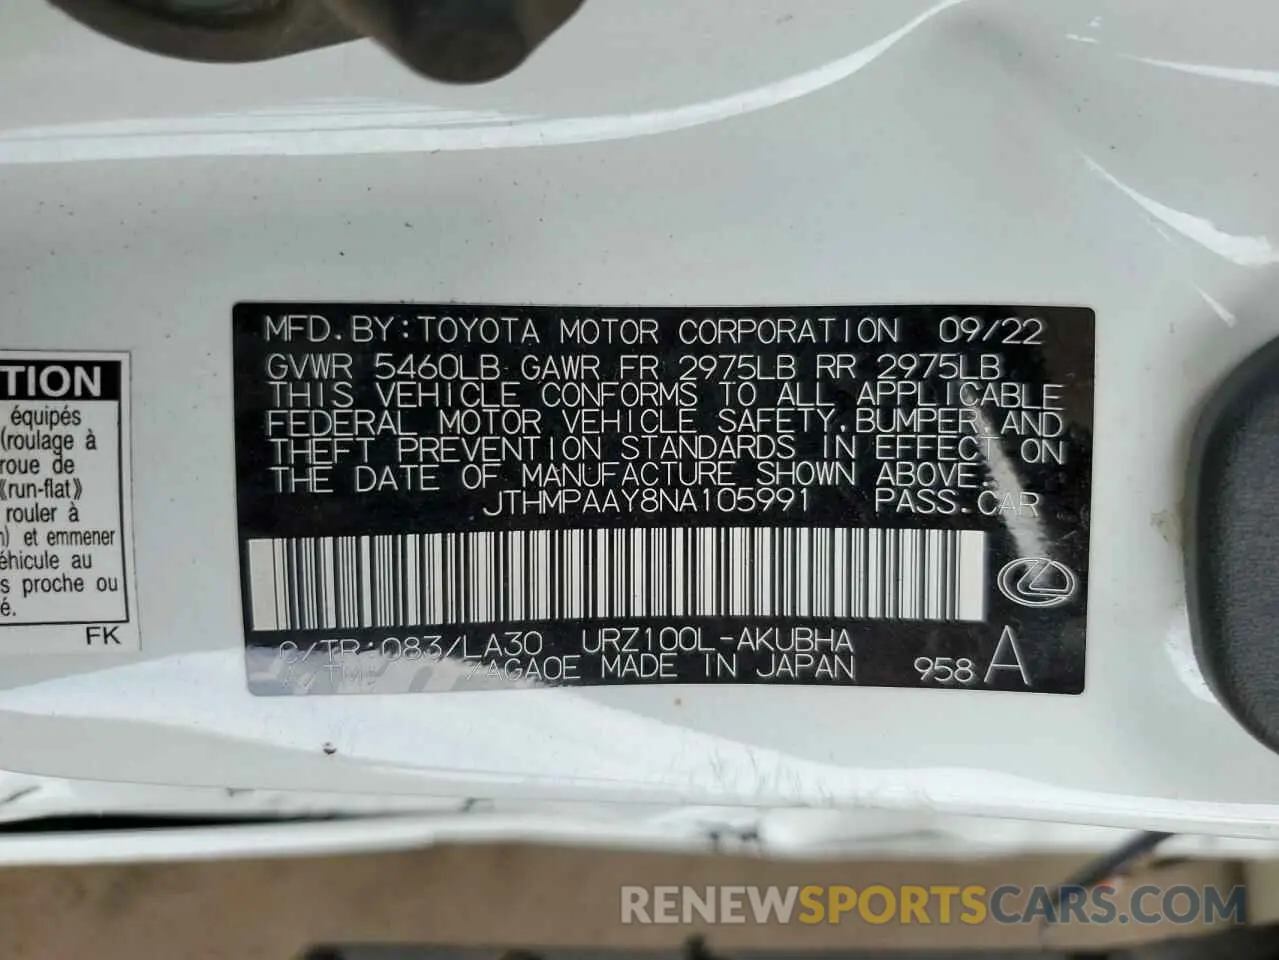 MFD.BY:TOYOTA MOTOR CORPORATION 09/22
GVWR 5460LB GAWR FR 2975LB RR 2975LB
THIS VEHICLE CONFORMS TO ALL APPLICABLE
FEDERAL MOTOR VEHICLE SAFETY,BUMPER,AND
THEFT PREVENTION STANDARDS IN EFFECT ON
THE DATE OF MANUFACTURE SHOWN ABOVE.
JTHMPAAY8NA105991 PASS.CAR
C/TR:083/LA30 URZ100L-AKUBHA
/AGA0E MADE IN JAPAN 958 A
TION
équipés
(roulage à
roue de
《run-flat》
rouler à
) et emmener
éhicule au
s proche ou
é.
FK
RENEWSPORTSCARS.COM